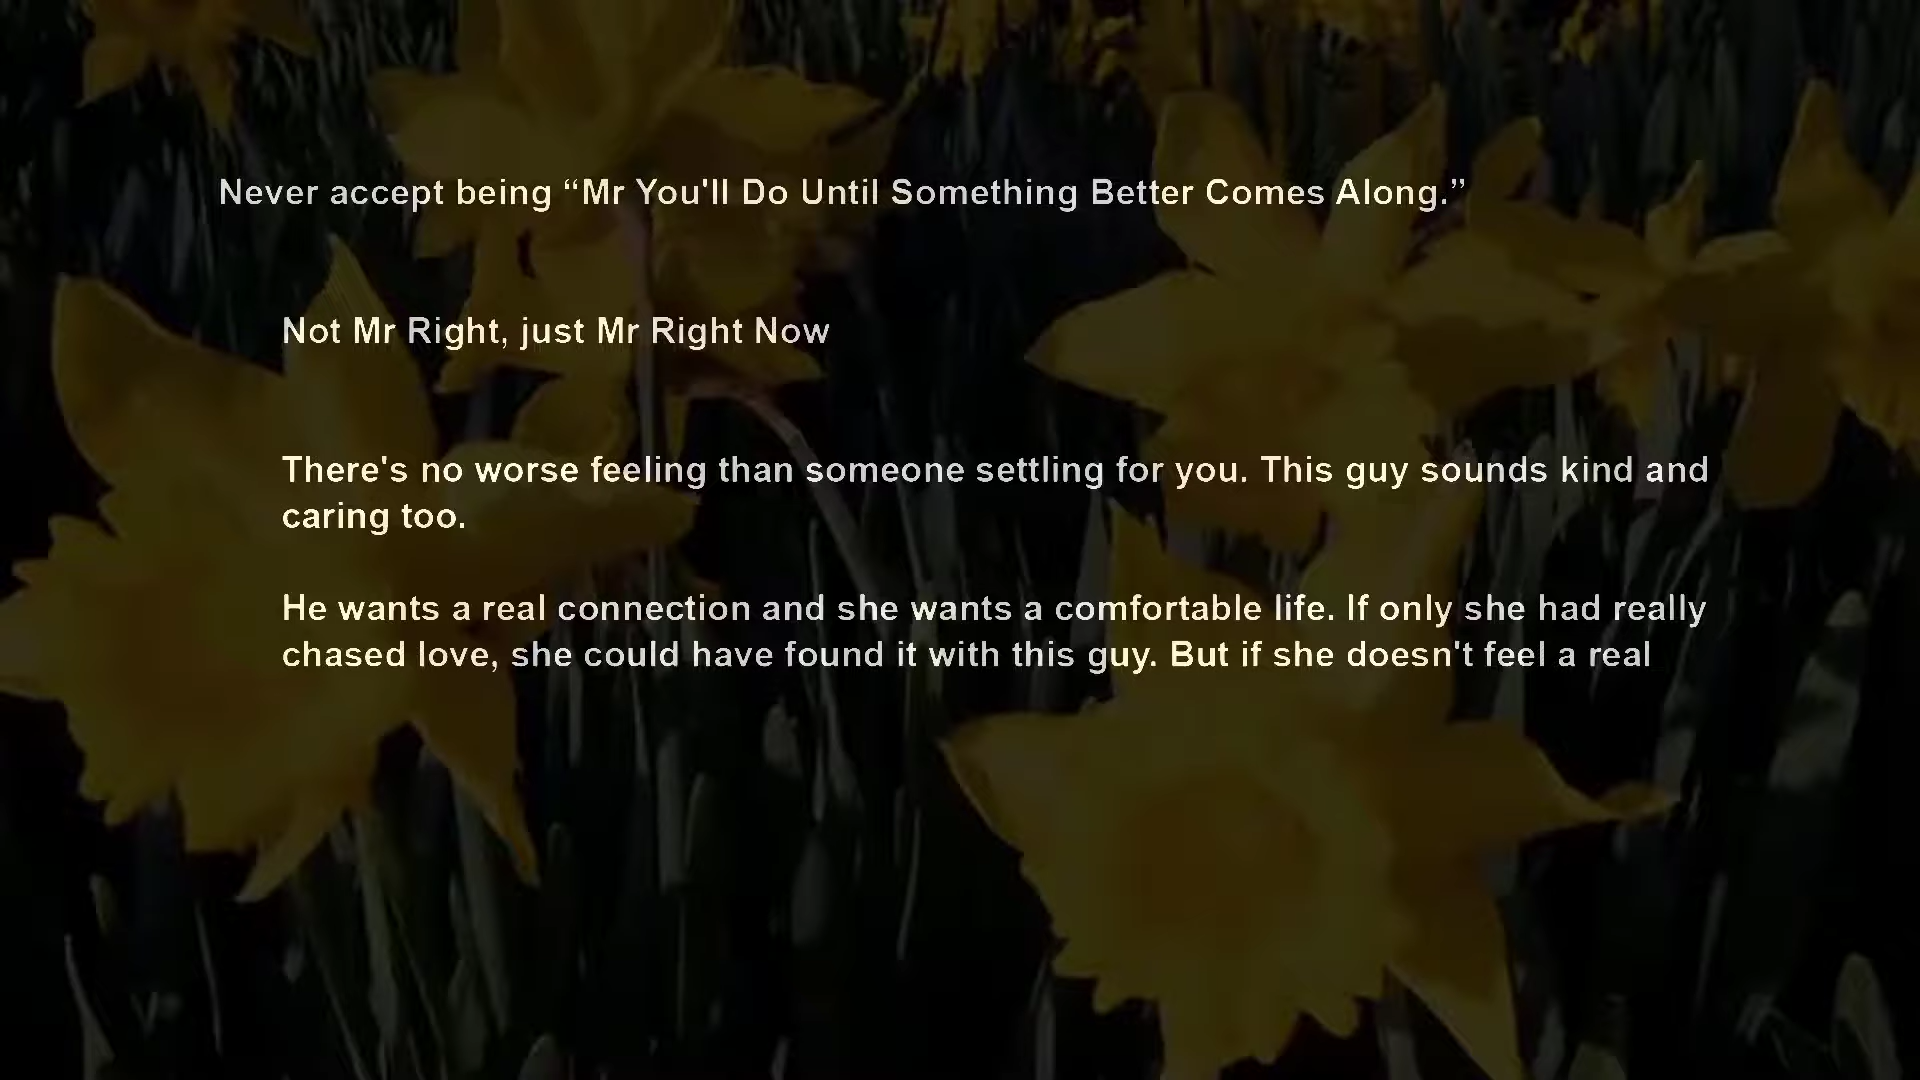 Never accept being “Mr You'll Do Until Something Better Comes Along.”
Not Mr Right, just Mr Right Now
There's no worse feeling than someone settling for you. This guy sounds kind and
caring too.
He wants a real connection and she wants a comfortable life. If only she had really
chased love, she could have found it with this guy. But if she doesn't feel a real